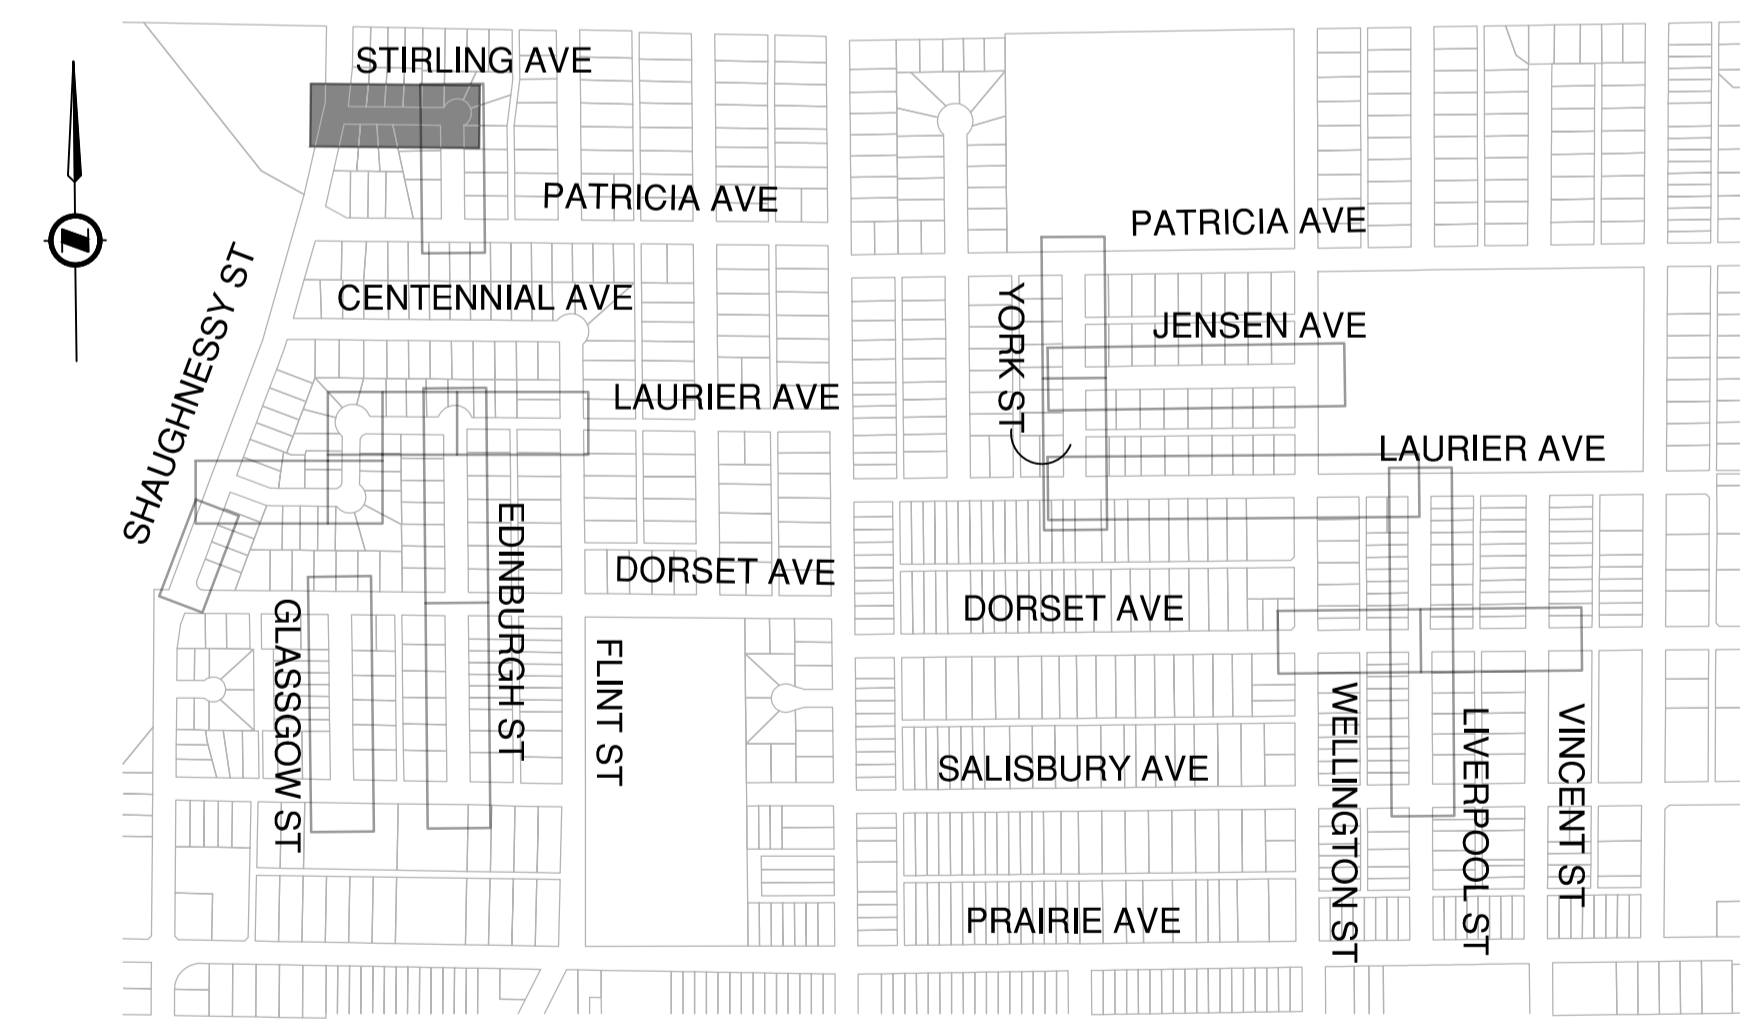 STIRLING AVE
PATRICIA AVE
PATRICIA AVE
CENTENNIAL AVE
SHAUGHNESSY ST
YORK ST
JENSEN AVE
LAURIER AVE
LAURIER AVE
EDINBURGH ST
DORSET AVE
DORSET AVE
GLASSGOW ST
FLINT ST
WELLINGTON ST
LIVERPOOL ST
VINCENT ST
SALISBURY AVE
PRAIRIE AVE